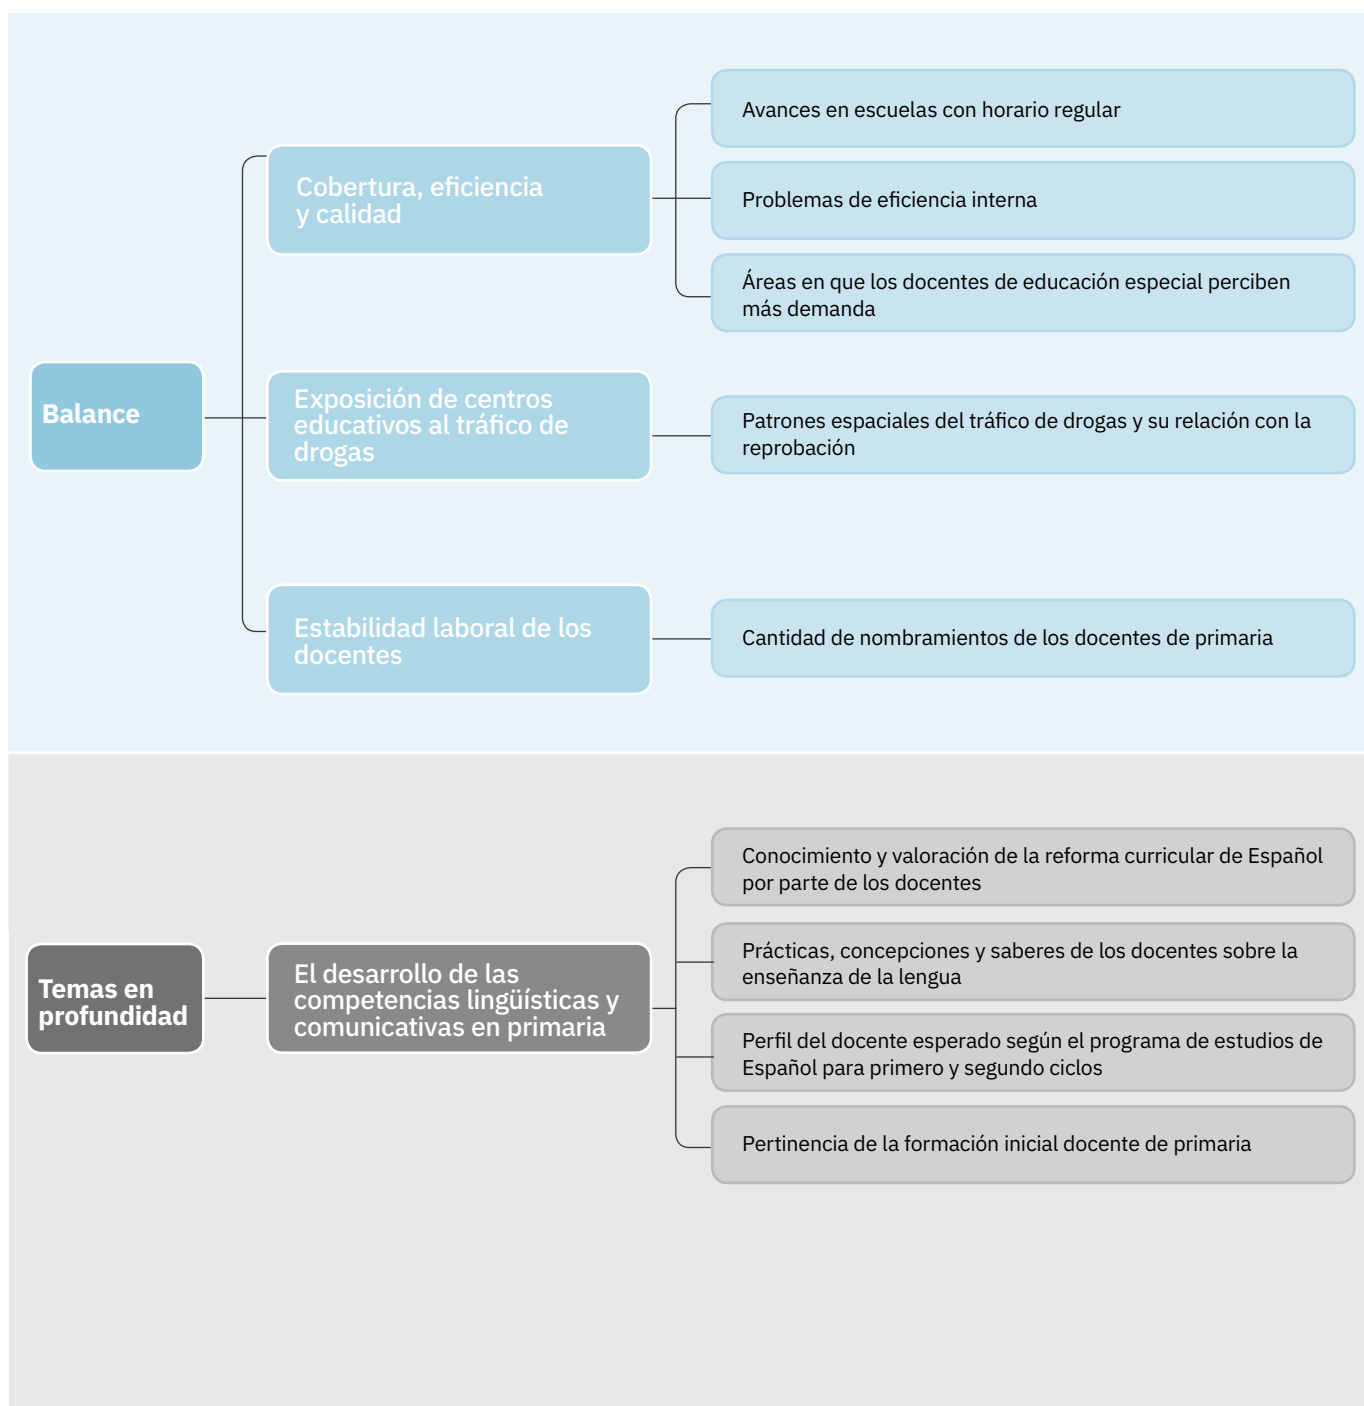 Balance
Cobertura, eficiencia
y calidad
Avances en escuelas con horario regular
Problemas de eficiencia interna
Áreas en que los docentes de educación especial perciben
más demanda
Exposición de centros
educativos al tráfico de
drogas
Patrones espaciales del tráfico de drogas y su relación con la
reprobación
Estabilidad laboral de los
docentes
Cantidad de nombramientos de los docentes de primaria
Temas en
profundidad
El desarrollo de las
competencias lingüísticas y
comunicativas en primaria
Conocimiento y valoración de la reforma curricular de Español
por parte de los docentes
Prácticas, concepciones y saberes de los docentes sobre la
enseñanza de la lengua
Perfil del docente esperado según el programa de estudios de
Español para primero y segundo ciclos
Pertinencia de la formación inicial docente de primaria